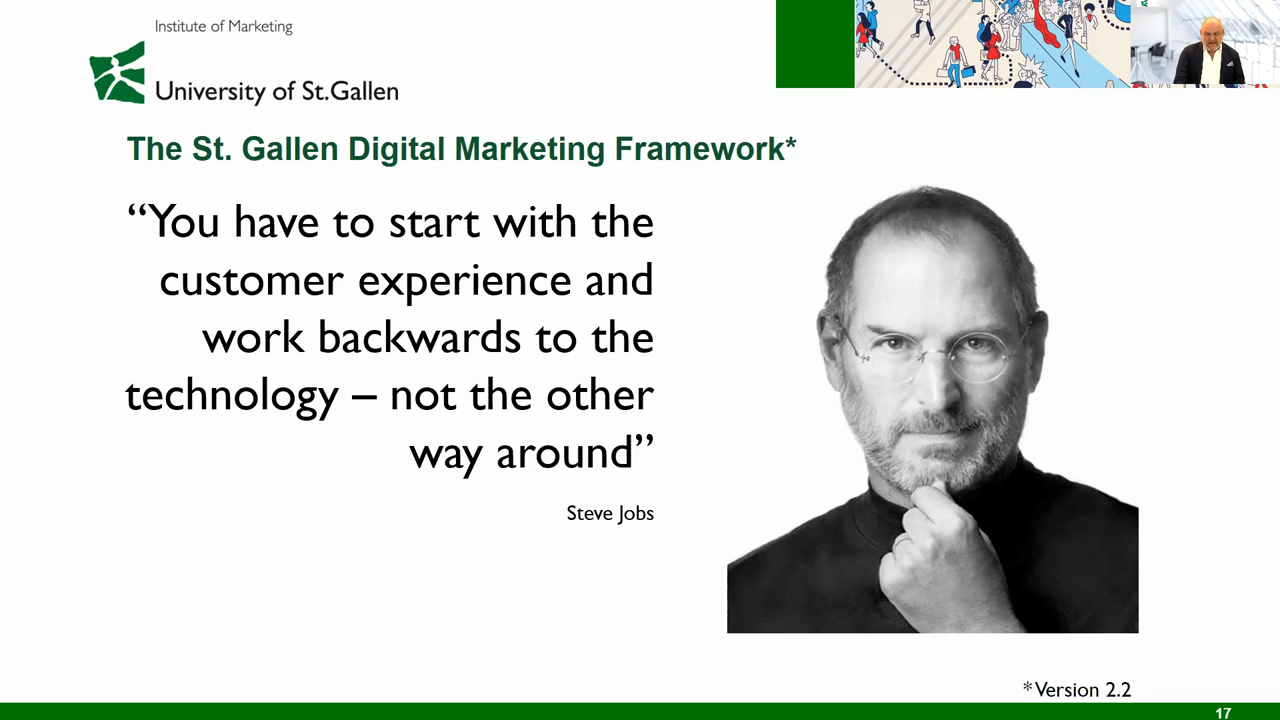 Institute of Marketing
University of St.Gallen
The St. Gallen Digital Marketing Framework*
“You have to start with the
customer experience and
work backwards to the
technology – not the other
way around”
Steve Jobs
* Version 2.2
17